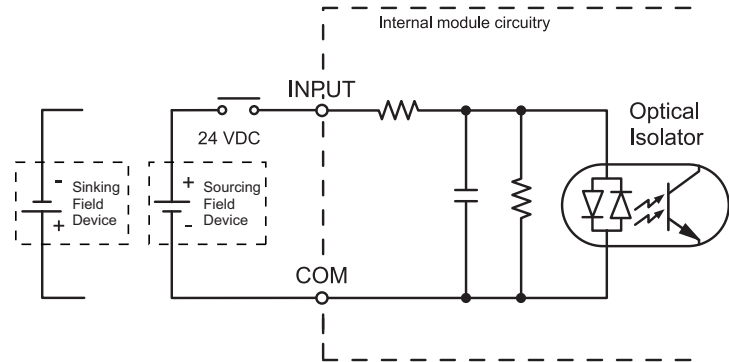 Internal module circuitry
INPUT
24 VDC
Optical
Isolator
-
Sinking
Field
Device
+
+
Sourcing
Field
Device
-
COM